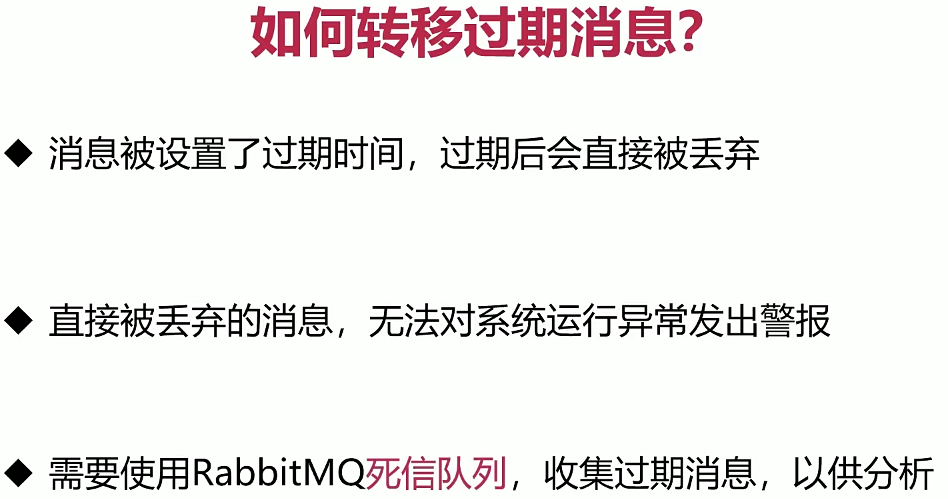 如何转移过期消息?
◆ 消息被设置了过期时间，过期后会直接被丢弃
◆ 直接被丢弃的消息，无法对系统运行异常发出警报
◆ 需要使用RabbitMQ死信队列，收集过期消息，以供分析